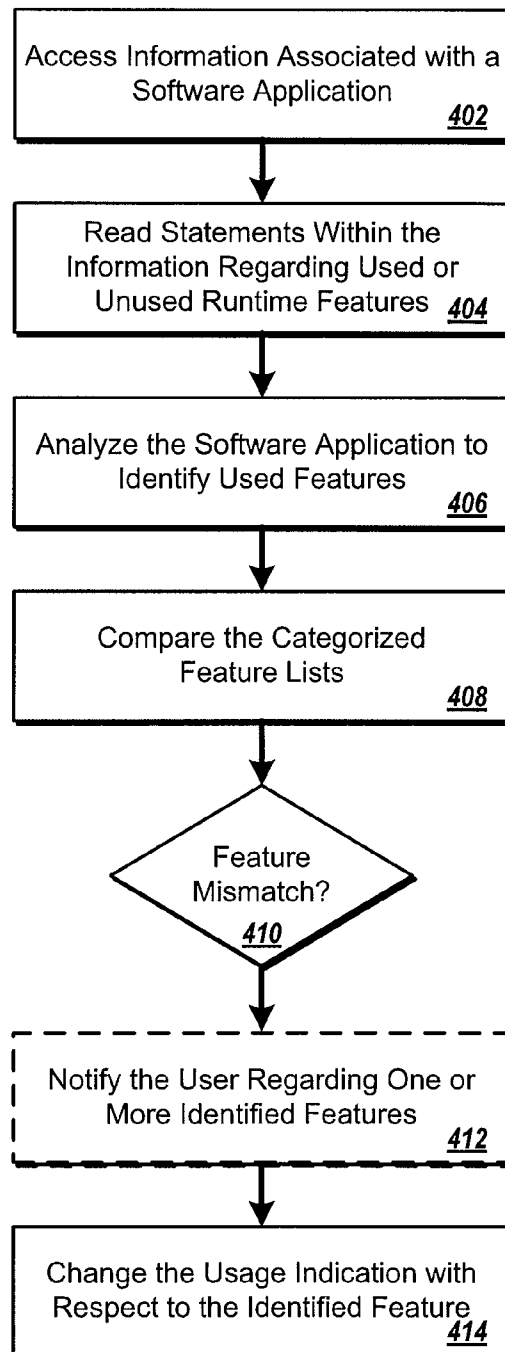 Access Information Associated with a
Software Application
402
Read Statements Within the
Information Regarding Used or
Unused Runtime Features
404
Analyze the Software Application to
Identify Used Features
406
Compare the Categorized
Feature Lists
408
Feature
Mismatch?
410
Notify the User Regarding One or
More Identified Features
412
Change the Usage Indication with
Respect to the Identified Feature
414